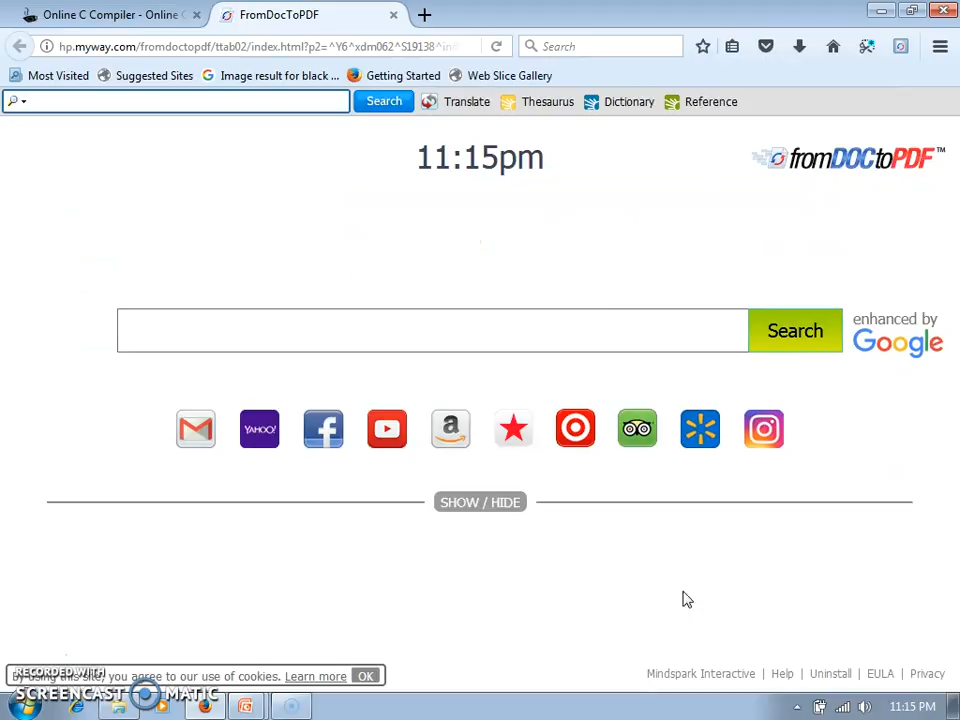 Online C Compiler - Online C
FromDocToPDF
hp.myway.com/fromdoctopdf/ttab02/index.html?p2=^Y6^xdm062^S19138^in
Search
Most Visited Suggested Sites Image result for black ... Getting Started Web Slice Gallery
Search Translate Thesaurus Dictionary Reference
11:15pm
fromDOCtoPDF™
Search
enhanced by
Google
YAHOO!
SHOW / HIDE
By using this site, you agree to our use of cookies. Learn more OK
Mindspark Interactive | Help | Uninstall | EULA | Privacy
RECORDED WITH
SCREENCAST MATIC
11:15 PM